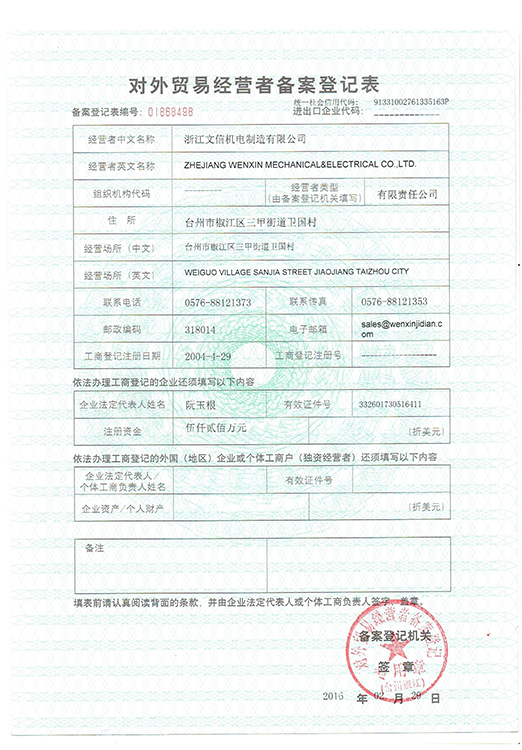 对外贸易经营者备案登记表
统一社会信用代码： 91331002761335163P
备案登记表编号：01868498 进出口企业代码：--------------
经营者中文名称 浙江文信机电制造有限公司
经营者英文名称 ZHEJIANG WENXIN MECHANICAL&ELECTRICAL CO.,LTD.
组织机构代码 -------- 经营者类型 (由备案登记机关填写) 有限责任公司
住 所 台州市椒江区三甲街道卫国村
经营场所（中文） 台州市椒江区三甲街道卫国村
经营场所（英文） WEIGUO VILLAGE SANJIA STREET JIAOJIANG TAIZHOU CITY
联系电话 0576-88121373 联系传真 0576-88121353
邮政编码 318014 电子邮箱 sales@wenxinjidian.com
工商登记注册日期 2004-4-29 工商登记注册号 ----------------
依法办理工商登记的企业还须填写以下内容
企业法定代表人姓名 阮玉根 有效证件号 332601730516411
注册资金 伍仟贰佰万元 (折美元)
依法办理工商登记的外国（地区）企业或个体工商户（独资经营者）还须填写以下内容
企业法定代表人/
个体工商负责人姓名 有效证件号
企业资产/个人财产 (折美元)
备注
填表前请认真阅读背面的条款，并由企业法定代表人或个体工商负责人签字、盖章。
对外贸易经营者备案登记
备案登记机关
签 章
2016 年 02 月 29 日